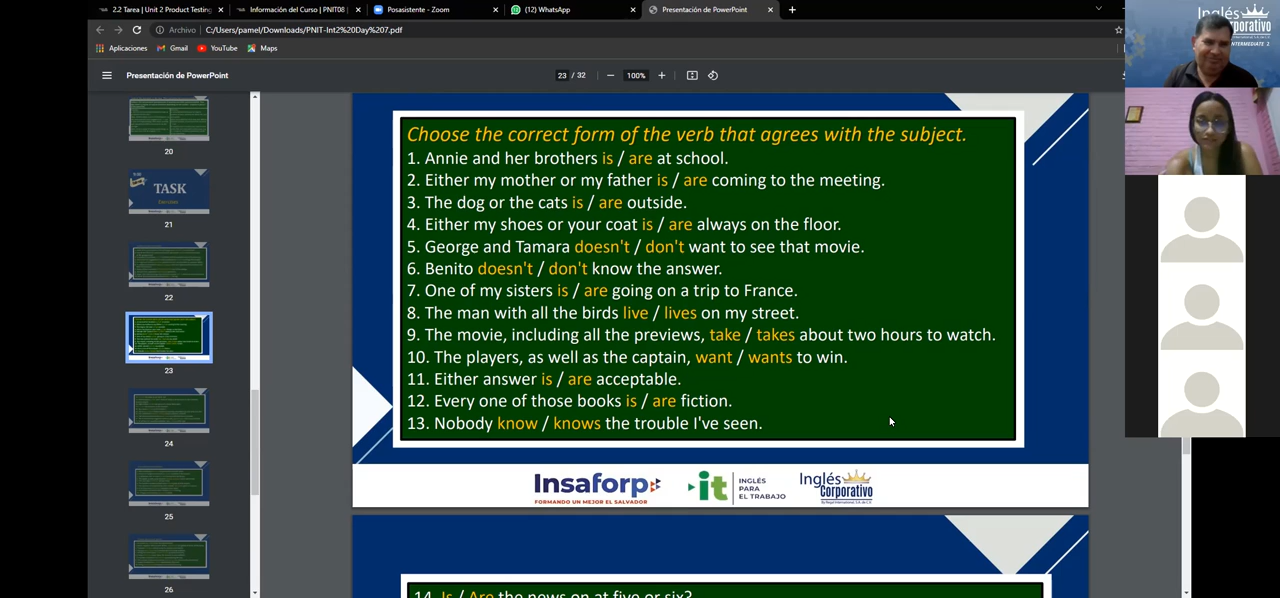 2.2 Tarea | Unit 2 Product Testing
Información del Curso | PNIT08
Posasistente - Zoom
(12) WhatsApp
Presentación de PowerPoint
Archivo
C:/Users/pamel/Downloads/PNIT-Int2%20Day%207.pdf
Aplicaciones
Gmail
YouTube
Maps
Presentación de PowerPoint
23 / 32
100%
20
TASK
21
22
23
24
25
26
Choose the correct form of the verb that agrees with the subject.
1. Annie and her brothers is / are at school.
2. Either my mother or my father is / are coming to the meeting.
3. The dog or the cats is / are outside.
4. Either my shoes or your coat is / are always on the floor.
5. George and Tamara doesn't / don't want to see that movie.
6. Benito doesn't / don't know the answer.
7. One of my sisters is / are going on a trip to France.
8. The man with all the birds live / lives on my street.
9. The movie, including all the previews, take / takes about two hours to watch.
10. The players, as well as the captain, want / wants to win.
11. Either answer is / are acceptable.
12. Every one of those books is / are fiction.
13. Nobody know / knows the trouble I've seen.
Insaforp
FORMANDO UN MEJOR EL SALVADOR
it
INGLÉS
PARA
EL TRABAJO
Inglés
Corporativo
14. Is / Are the news on at five or six?
Inglés
Corporativo
INTERMEDIATE 2